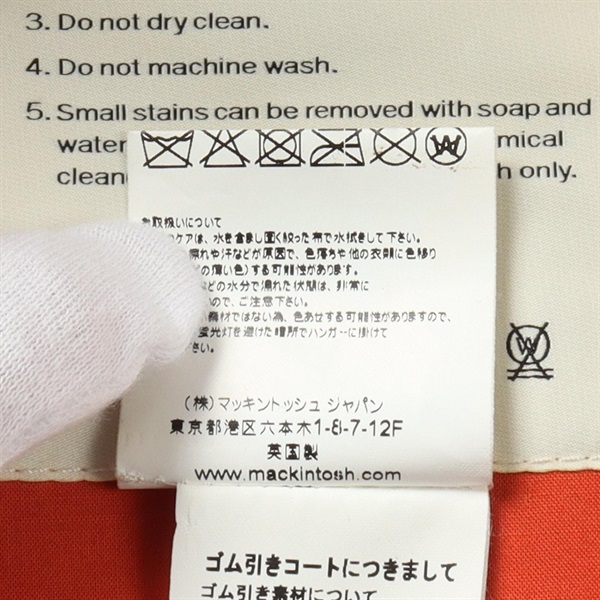 3. Do not dry clean.
4. Do not machine wash.
5. Small stains can be removed with soap and
water
mical
clean
only.
W
W
お取扱いについて
ケアは、水を含まし固く絞った布で水拭きして下さい。
擦れや汗などが原因で、色落ちや他の衣類に色移り
の薄い色)する可能性があります。
どの水分で濡れた状態は、非常に
ので、ご注意下さい。
機材ではない為、色あせする可能性がありますので、
蛍光灯を避けた暗所でハンガーに掛けて
さい。
(株)マッキントッシュ ジャパン
東京都港区六本木1-8-7-12F
英国製
www.mackintosh.com
ゴム引きコートにつきまして
ゴム引き素材について